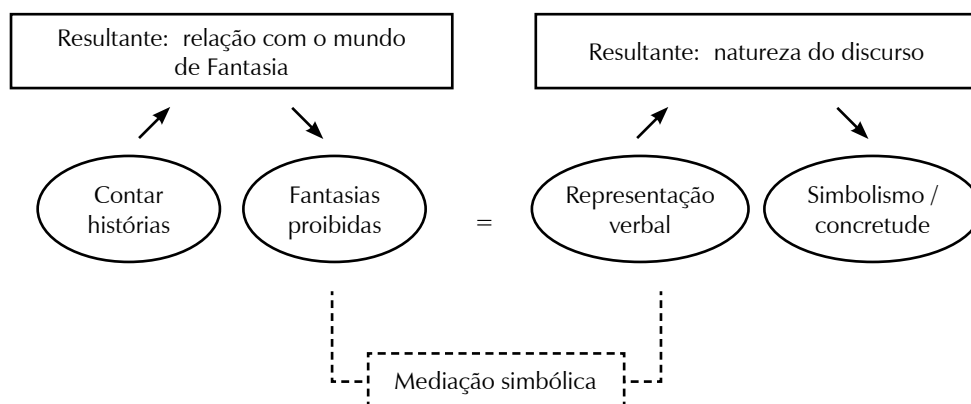 Resultante: relação com o mundo
de Fantasia
Resultante: natureza do discurso
Contar
histórias
Fantasias
proibidas
=
Representação
verbal
Simbolismo /
concretude
Mediação simbólica